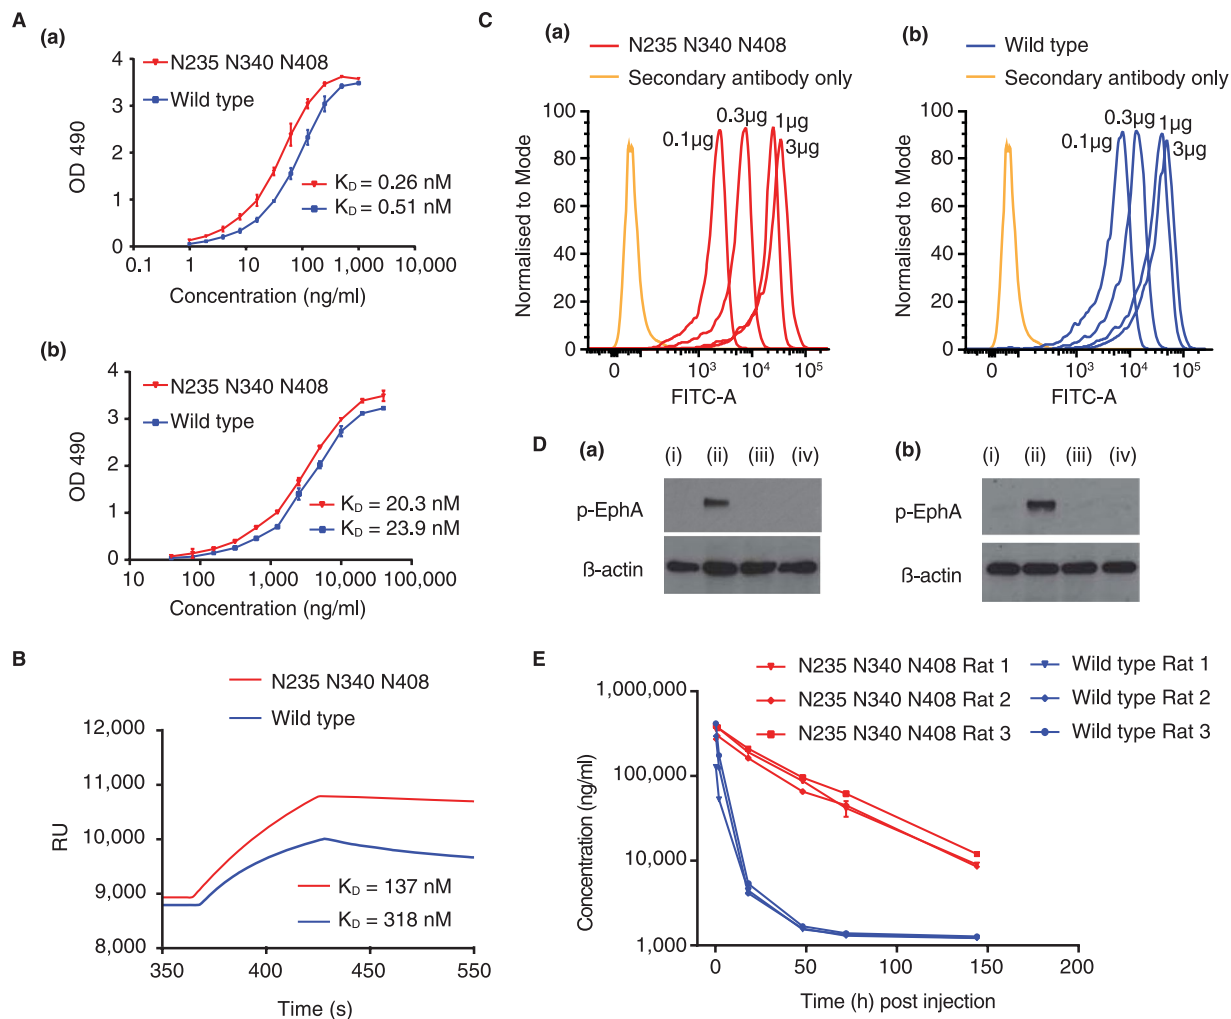 A
(a)
N235 N340 N408
Wild type
4
3
2
1
0
OD 490
K_D = 0.26 nM
K_D = 0.51 nM
0.1 1 10 100 1,000 10,000
Concentration (ng/ml)
(b)
N235 N340 N408
Wild type
4
3
2
1
0
OD 490
K_D = 20.3 nM
K_D = 23.9 nM
10 100 1,000 10,000 100,000
Concentration (ng/ml)
B
N235 N340 N408
Wild type
12,000
11,000
10,000
9,000
8,000
RU
K_D = 137 nM
K_D = 318 nM
350 400 450 550
Time (s)
C
(a)
N235 N340 N408
Secondary antibody only
100
80
60
40
20
0
Normalised to Mode
0.1µg
0.3µg
1µg
3µg
0 10³ 10⁴ 10⁵
FITC-A
(b)
Wild type
Secondary antibody only
100
80
60
40
20
0
Normalised to Mode
0.1µg
0.3µg
1µg
3µg
0 10³ 10⁴ 10⁵
FITC-A
D
(a)
(i) (ii) (iii) (iv)
p-EphA
ß-actin
(b)
(i) (ii) (iii) (iv)
p-EphA
ß-actin
E
N235 N340 N408 Rat 1
N235 N340 N408 Rat 2
N235 N340 N408 Rat 3
Wild type Rat 1
Wild type Rat 2
Wild type Rat 3
1,000,000
100,000
10,000
1,000
Concentration (ng/ml)
0 50 100 150 200
Time (h) post injection